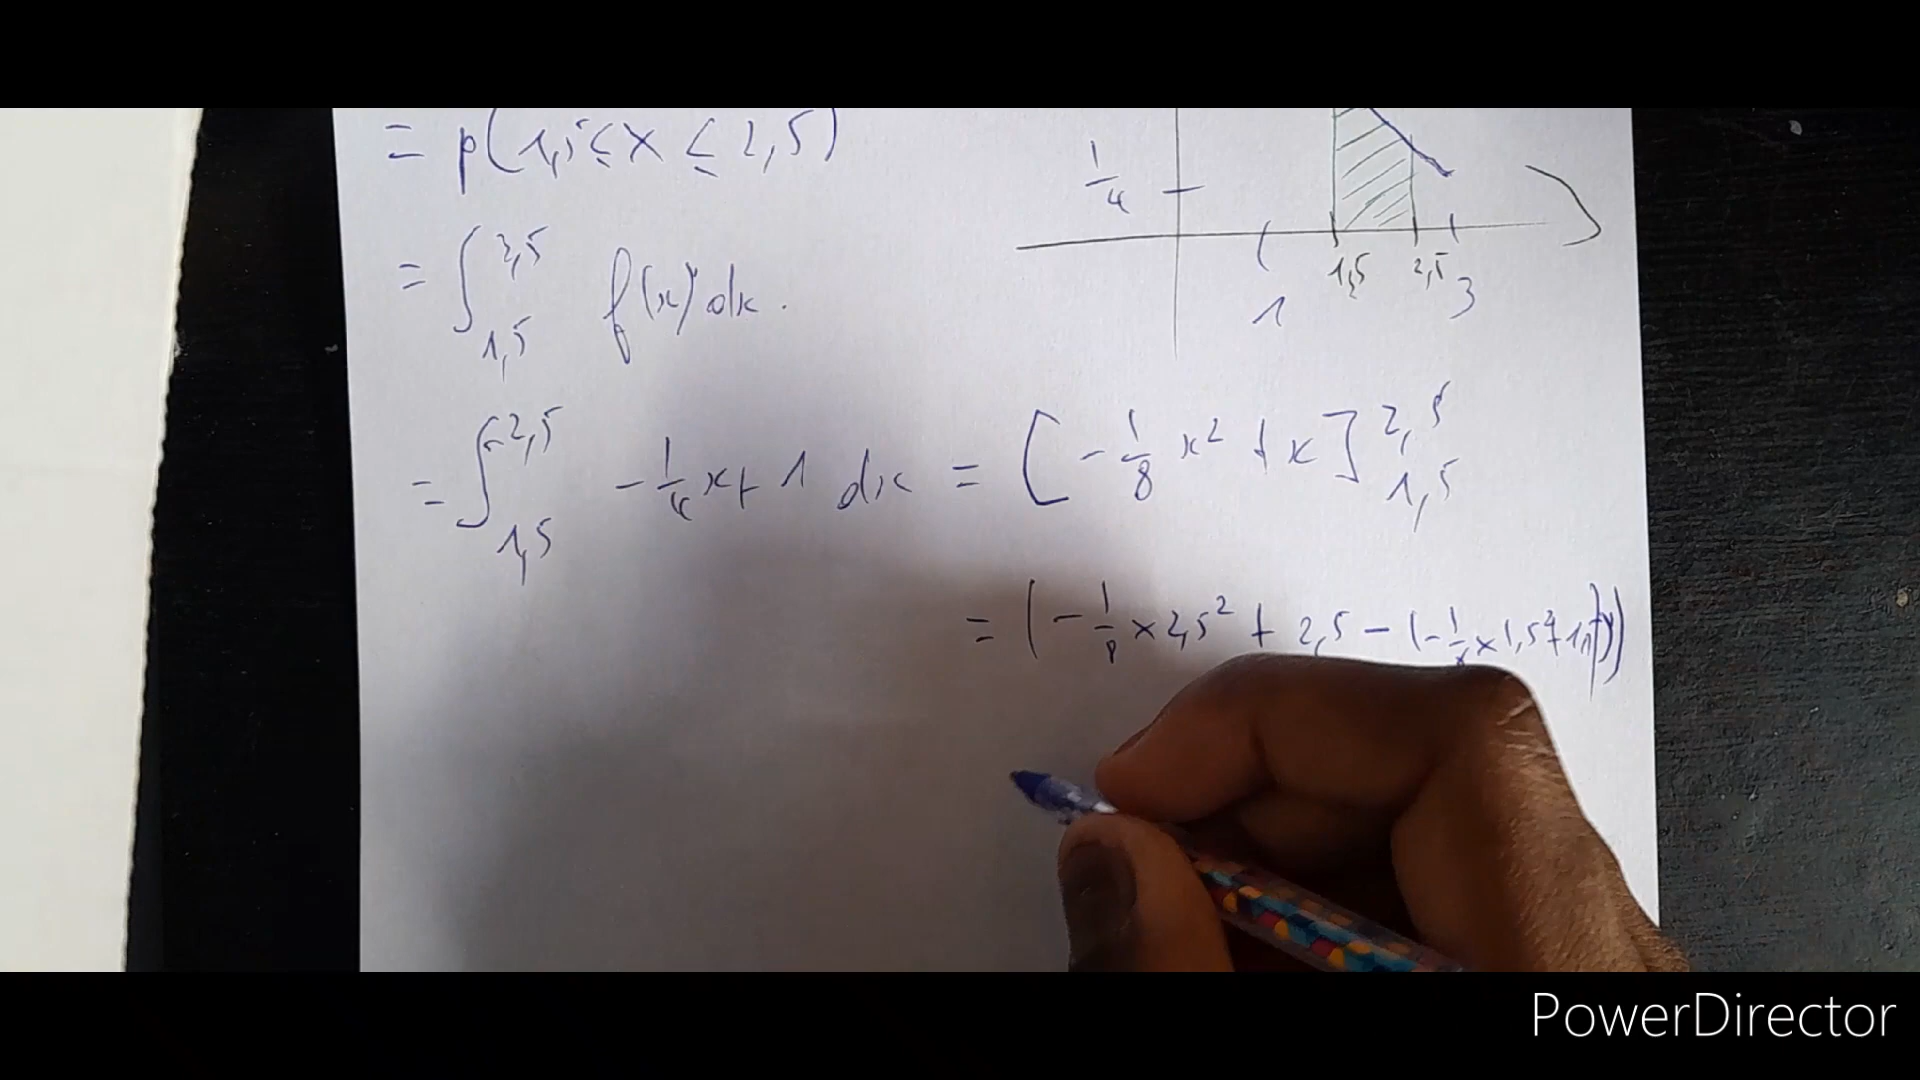 = p(1,5 ≤ X ≤ 2,5)
1/4
1 1,5 2,5 3
= ∫_{1,5}^{2,5} f(x) dx.
= ∫_{1,5}^{2,5} -1/4 x + 1 dx = [-1/8 x² + x]_{1,5}^{2,5}
= (-1/8 × 2,5² + 2,5 - (-1/8 × 1,5² + 1,5))
PowerDirector